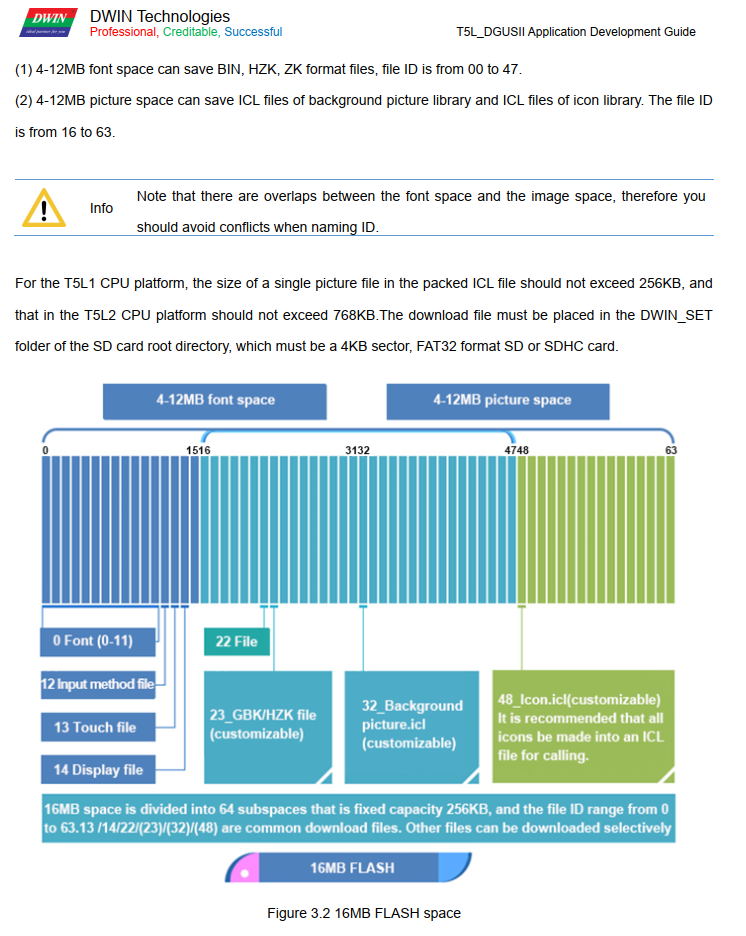 DWIN
ideal partner for you
DWIN Technologies
Professional, Creditable, Successful
T5L_DGUSII Application Development Guide
(1) 4-12MB font space can save BIN, HZK, ZK format files, file ID is from 00 to 47.
(2) 4-12MB picture space can save ICL files of background picture library and ICL files of icon library. The file ID
is from 16 to 63.
Info
Note that there are overlaps between the font space and the image space, therefore you
should avoid conflicts when naming ID.
For the T5L1 CPU platform, the size of a single picture file in the packed ICL file should not exceed 256KB, and
that in the T5L2 CPU platform should not exceed 768KB.The download file must be placed in the DWIN_SET
folder of the SD card root directory, which must be a 4KB sector, FAT32 format SD or SDHC card.
4-12MB font space
4-12MB picture space
0 1516 3132 4748 63
0 Font (0-11)
12 Input method file
13 Touch file
14 Display file
22 File
23_GBK/HZK file
(customizable)
32_Background
picture.icl
(customizable)
48_Icon.icl(customizable)
It is recommended that all
icons be made into an ICL
file for calling.
16MB space is divided into 64 subspaces that is fixed capacity 256KB, and the file ID range from 0
to 63.13 /14/22/(23)/(32)/(48) are common download files. Other files can be downloaded selectively
16MB FLASH
Figure 3.2 16MB FLASH space